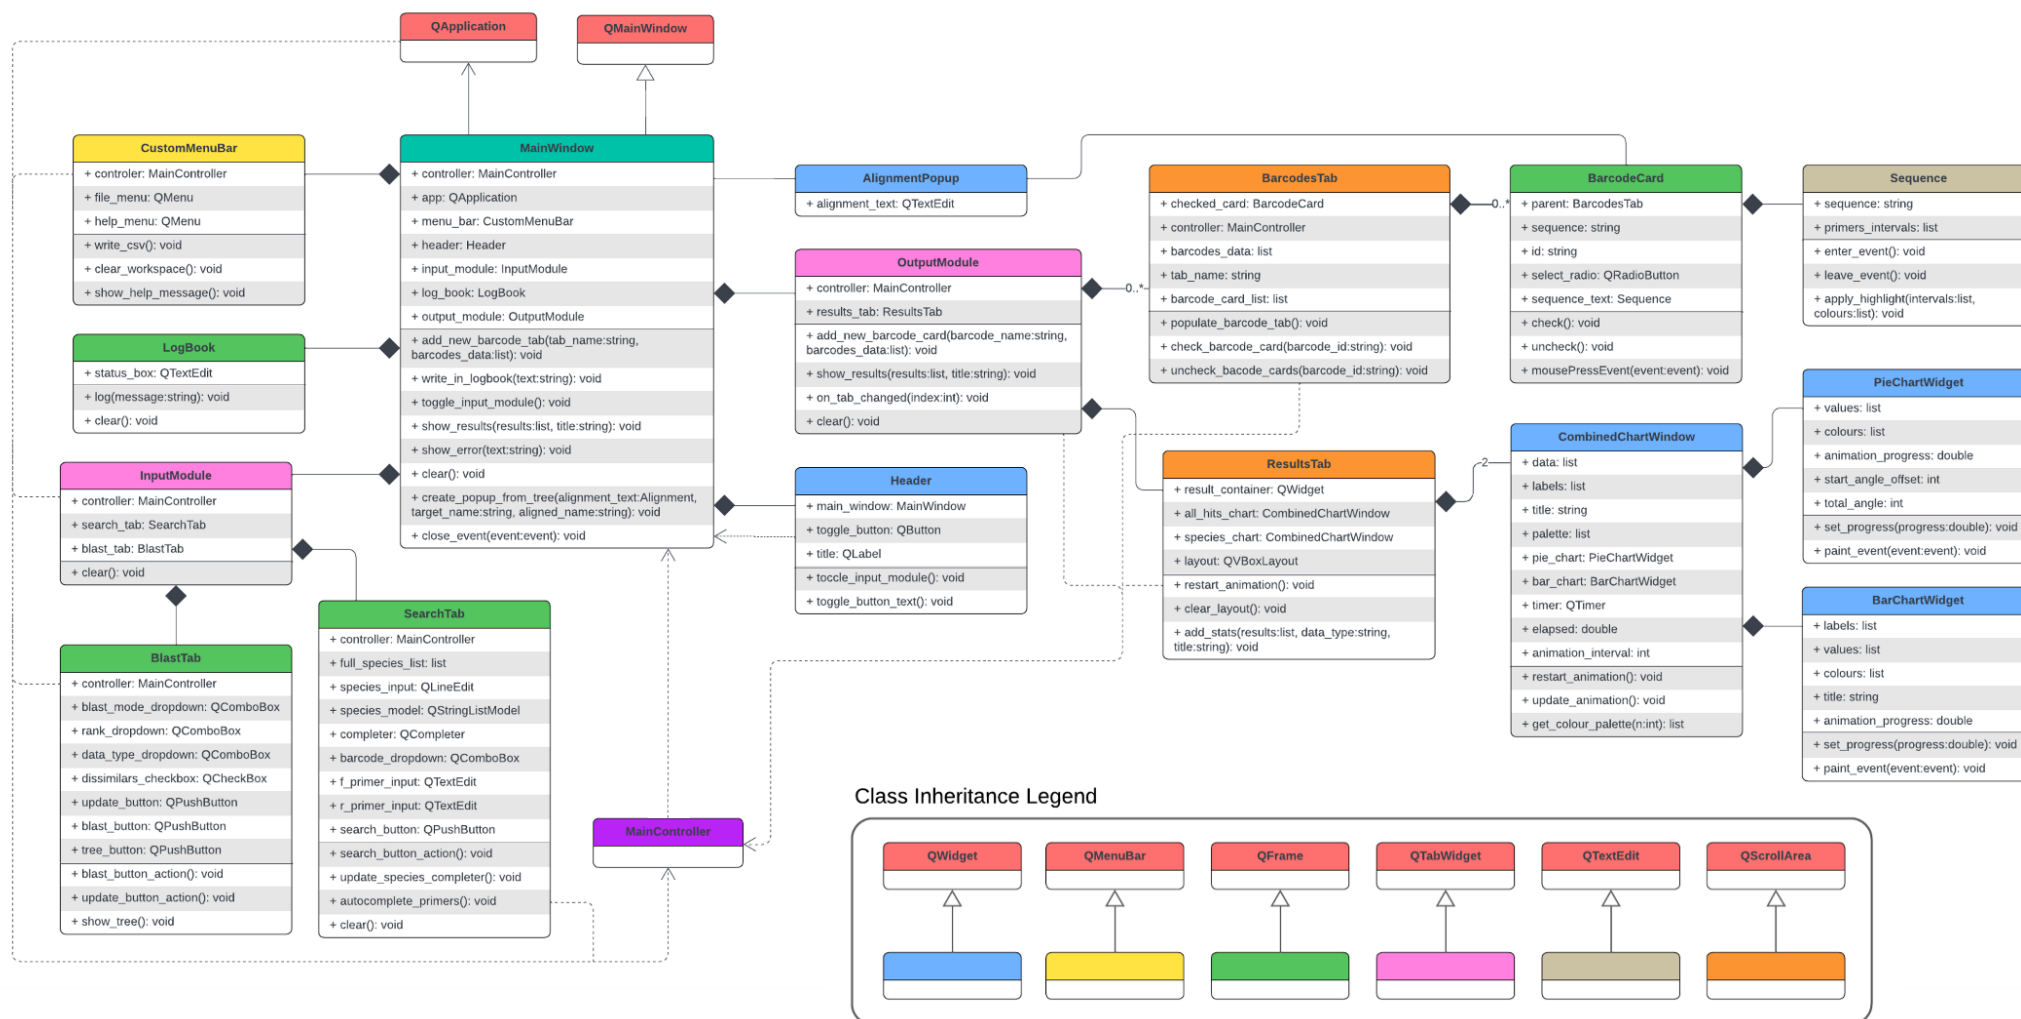 QApplication
QMainWindow
CustomMenuBar
+ controler: MainController
+ file_menu: QMenu
+ help_menu: QMenu
+ write_csv(): void
+ clear_workspace(): void
+ show_help_message(): void
MainWindow
+ controller: MainController
+ app: QApplication
+ menu_bar: CustomMenuBar
+ header: Header
+ input_module: InputModule
+ log_book: LogBook
+ output_module: OutputModule
+ add_new_barcode_tab(tab_name:string,
barcodes_data:list): void
+ write_in_logbook(text:string): void
+ toggle_input_module(): void
+ show_results(results:list, title:string): void
+ show_error(text:string): void
+ clear(): void
+ create_popup_from_tree(alignment_text:Alignment,
target_name:string, aligned_name:string): void
+ close_event(event:event): void
AlignmentPopup
+ alignment_text: QTextEdit
BarcodesTab
+ checked_card: BarcodeCard
+ controller: MainController
+ barcodes_data: list
+ tab_name: string
+ barcode_card_list: list
+ populate_barcode_tab(): void
+ check_barcode_card(barcode_id:string): void
+ uncheck_bacode_cards(barcode_id:string): void
0..*
BarcodeCard
+ parent: BarcodesTab
+ sequence: string
+ id: string
+ select_radio: QRadioButton
+ sequence_text: Sequence
+ check(): void
+ uncheck(): void
+ mousePressEvent(event:event): void
Sequence
+ sequence: string
+ primers_intervals: list
+ enter_event(): void
+ leave_event(): void
+ apply_highlight(intervals:list,
colours:list): void
OutputModule
+ controller: MainController
+ results_tab: ResultsTab
+ add_new_barcode_card(barcode_name:string,
barcodes_data:list): void
+ show_results(results:list, title:string): void
+ on_tab_changed(index:int): void
+ clear(): void
0..*
LogBook
+ status_box: QTextEdit
+ log(message:string): void
+ clear(): void
PieChartWidget
+ values: list
+ colours: list
+ animation_progress: double
+ start_angle_offset: int
+ total_angle: int
+ set_progress(progress:double): void
+ paint_event(event:event): void
CombinedChartWindow
+ data: list
+ labels: list
+ title: string
+ palette: list
+ pie_chart: PieChartWidget
+ bar_chart: BarChartWidget
+ timer: QTimer
+ elapsed: double
+ animation_interval: int
+ restart_animation(): void
+ update_animation(): void
+ get_colour_palette(n:int): list
2
ResultsTab
+ result_container: QWidget
+ all_hits_chart: CombinedChartWindow
+ species_chart: CombinedChartWindow
+ layout: QVBoxLayout
+ restart_animation(): void
+ clear_layout(): void
+ add_stats(results:list, data_type:string,
title:string): void
InputModule
+ controller: MainController
+ search_tab: SearchTab
+ blast_tab: BlastTab
+ clear(): void
Header
+ main_window: MainWindow
+ toggle_button: QButton
+ title: QLabel
+ toccle_input_module(): void
+ toggle_button_text(): void
BarChartWidget
+ labels: list
+ values: list
+ colours: list
+ title: string
+ animation_progress: double
+ set_progress(progress:double): void
+ paint_event(event:event): void
SearchTab
+ controller: MainController
+ full_species_list: list
+ species_input: QLineEdit
+ species_model: QStringListModel
+ completer: QCompleter
+ barcode_dropdown: QComboBox
+ f_primer_input: QTextEdit
+ r_primer_input: QTextEdit
+ search_button: QPushButton
+ search_button_action(): void
+ update_species_completer(): void
+ autocomplete_primers(): void
+ clear(): void
BlastTab
+ controller: MainController
+ blast_mode_dropdown: QComboBox
+ rank_dropdown: QComboBox
+ data_type_dropdown: QComboBox
+ dissimilars_checkbox: QCheckBox
+ update_button: QPushButton
+ blast_button: QPushButton
+ tree_button: QPushButton
+ blast_button_action(): void
+ update_button_action(): void
+ show_tree(): void
MainController
Class Inheritance Legend
QWidget
QMenuBar
QFrame
QTabWidget
QTextEdit
QScrollArea